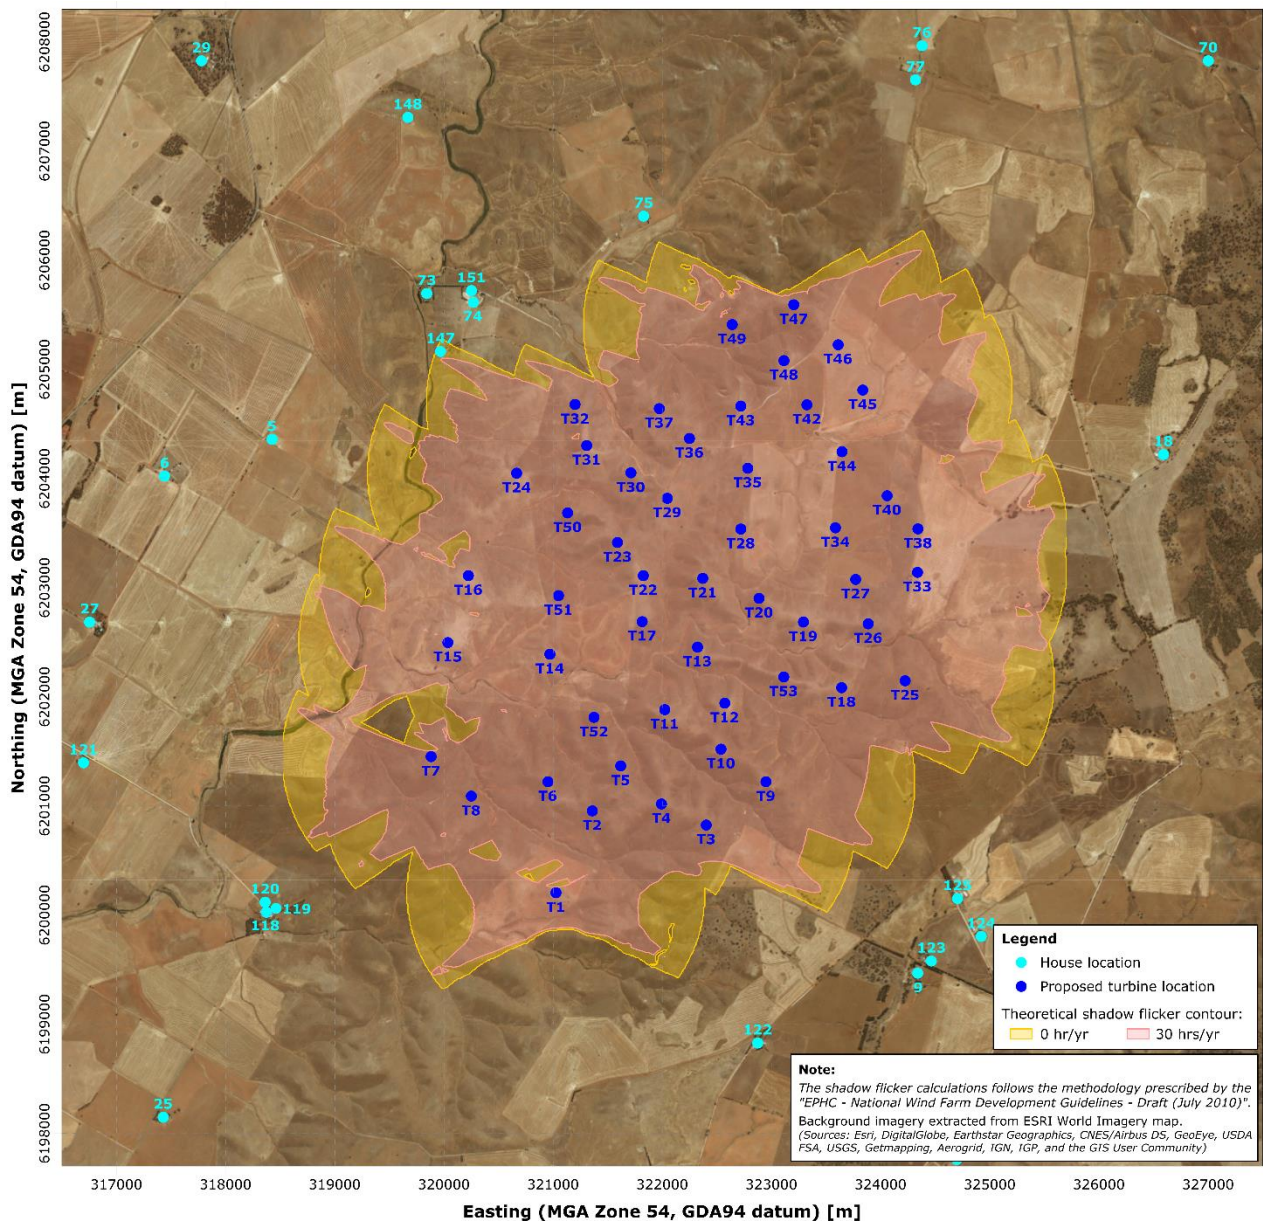 Northing (MGA Zone 54, GDA94 datum) [m]
6208000
6207000
6206000
6205000
6204000
6203000
6202000
6201000
6200000
6199000
6198000
29
76
77
70
148
75
73
151
74
147
5
6
18
27
121
120
119
118
125
124
123
9
122
25
T47
T49
T46
T48
T45
T32
T37
T43
T42
T36
T31
T44
T24
T30
T35
T29
T40
T50
T28
T34
T38
T23
T16
T22
T21
T27
T33
T51
T20
T17
T19
T26
T15
T14
T13
T53
T18
T25
T11
T12
T52
T10
T7
T5
T8
T6
T9
T2
T4
T3
T1
Legend
House location
Proposed turbine location
Theoretical shadow flicker contour:
0 hr/yr 30 hrs/yr
Note:
The shadow flicker calculations follows the methodology prescribed by the
"EPHC - National Wind Farm Development Guidelines - Draft (July 2010)".
Background imagery extracted from ESRI World Imagery map.
(Sources: Esri, DigitalGlobe, Earthstar Geographics, CNES/Airbus DS, GeoEye, USDA
FSA, USGS, Getmapping, Aerogrid, IGN, IGP, and the GIS User Community)
317000 318000 319000 320000 321000 322000 323000 324000 325000 326000 327000
Easting (MGA Zone 54, GDA94 datum) [m]